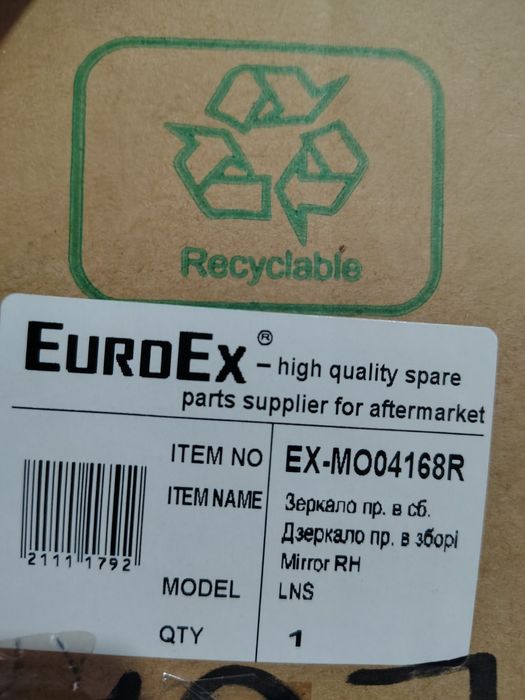 Recyclable
EUROEX® – high quality spare
parts supplier for aftermarket
ITEM NO EX-MO04168R
ITEM NAME Зеркало пр. в сб.
Дзеркало пр. в зборі
Mirror RH
MODEL LNS
QTY 1
2111 1792